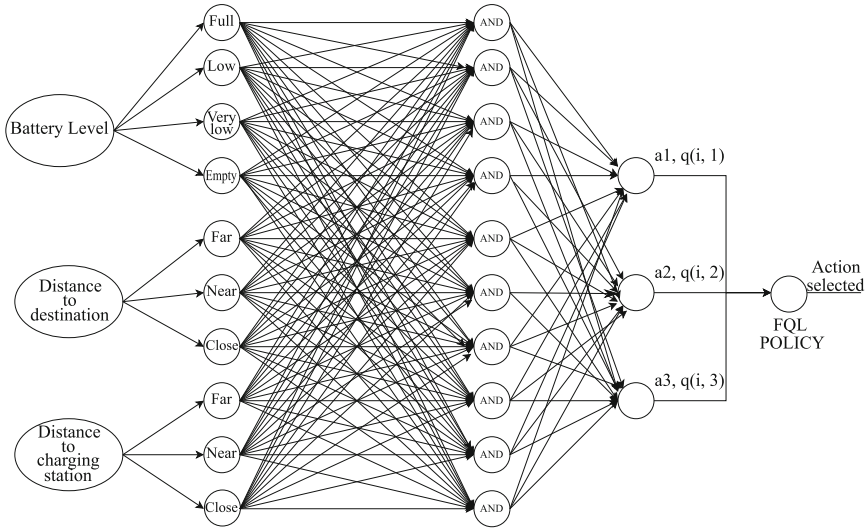 Battery Level
Distance
to
destination
Distance
to
charging
station
Full
Low
Very
low
Empty
Far
Near
Close
Far
Near
Close
AND
AND
AND
AND
AND
AND
AND
AND
AND
AND
a1, q(i, 1)
a2, q(i, 2)
a3, q(i, 3)
FQL
POLICY
Action
selected